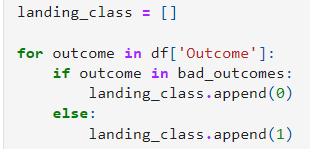 landing_class = []
for outcome in df['Outcome']:
    if outcome in bad_outcomes:
        landing_class.append(0)
    else:
        landing_class.append(1)